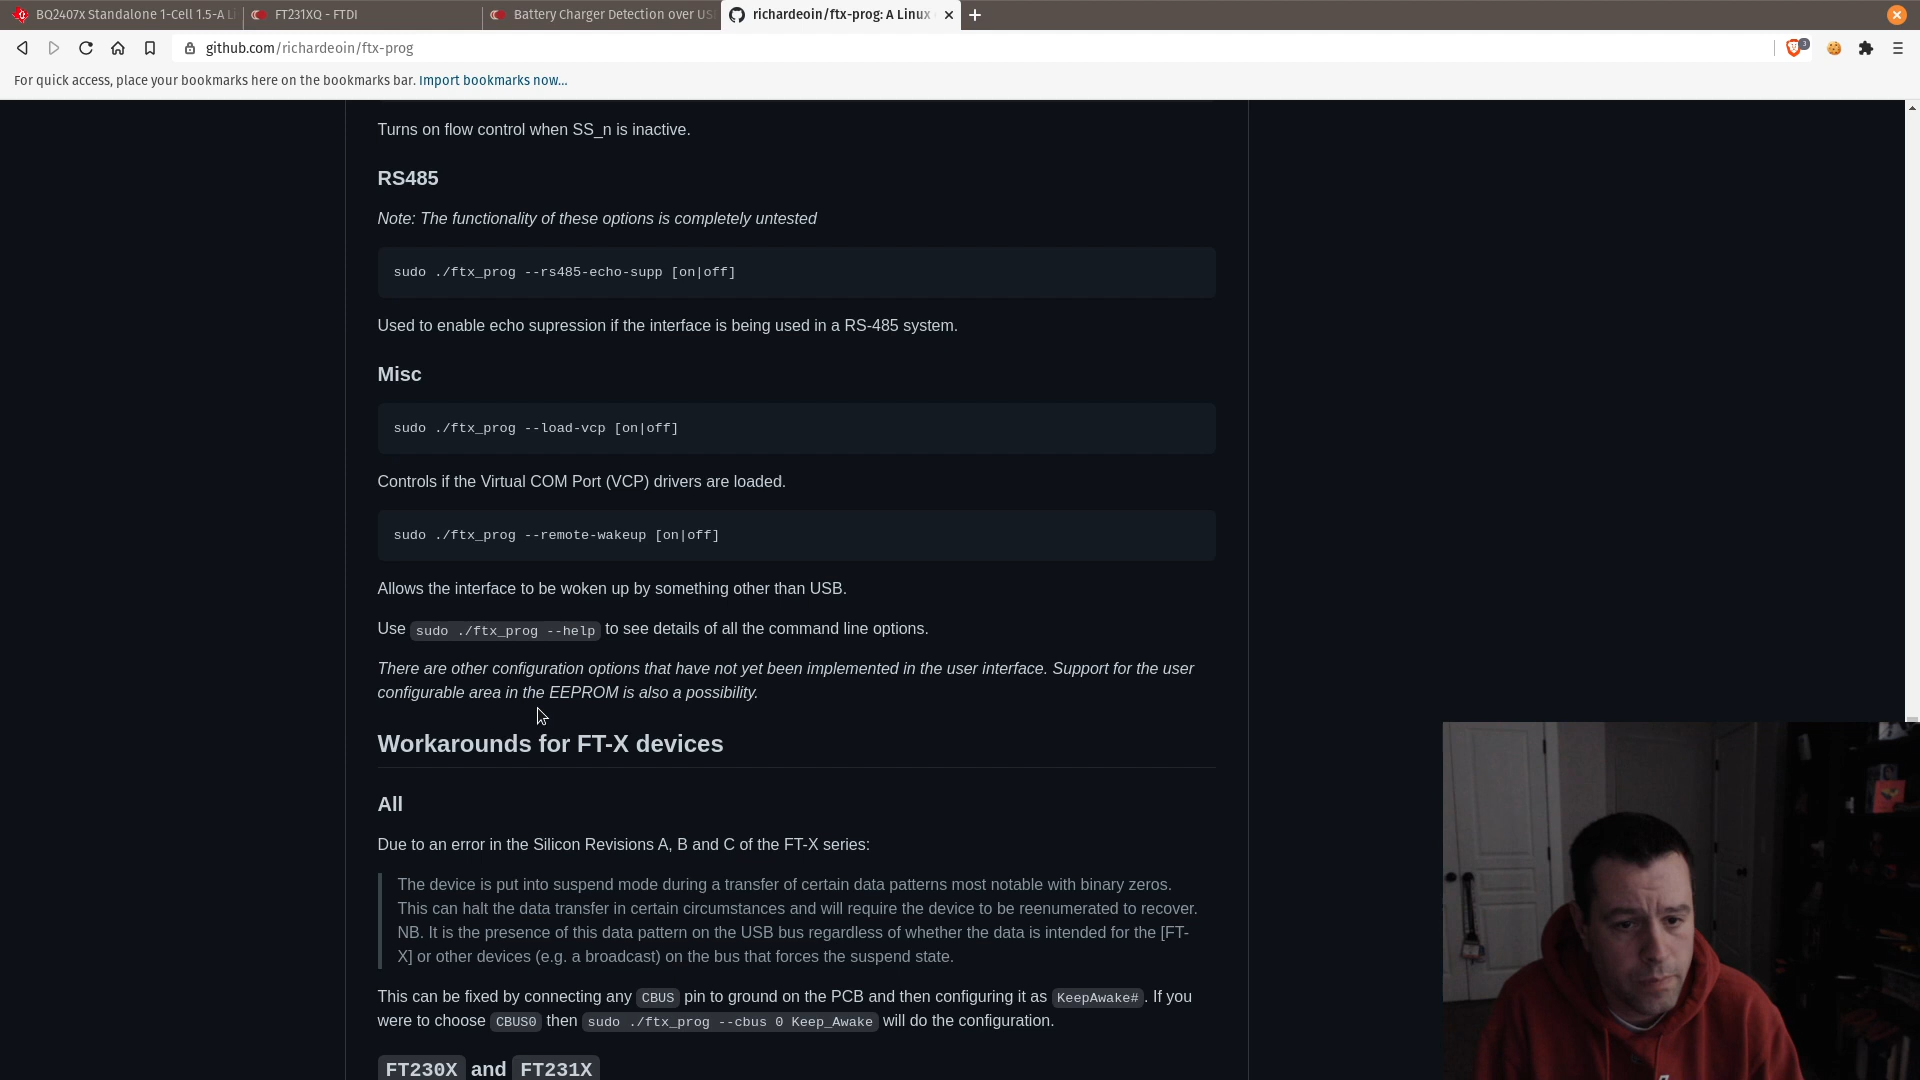 BQ2407x Standalone 1-Cell 1.5-A Li
FT231XQ - FTDI
Battery Charger Detection over US
richardeoin/ftx-prog: A Linux
github.com/richardeoin/ftx-prog
3
For quick access, place your bookmarks here on the bookmarks bar. Import bookmarks now...
Turns on flow control when SS_n is inactive.
RS485
Note: The functionality of these options is completely untested
sudo ./ftx_prog --rs485-echo-supp [on|off]
Used to enable echo supression if the interface is being used in a RS-485 system.
Misc
sudo ./ftx_prog --load-vcp [on|off]
Controls if the Virtual COM Port (VCP) drivers are loaded.
sudo ./ftx_prog --remote-wakeup [on|off]
Allows the interface to be woken up by something other than USB.
Use sudo ./ftx_prog --help to see details of all the command line options.
There are other configuration options that have not yet been implemented in the user interface. Support for the user
configurable area in the EEPROM is also a possibility.
Workarounds for FT-X devices
All
Due to an error in the Silicon Revisions A, B and C of the FT-X series:
The device is put into suspend mode during a transfer of certain data patterns most notable with binary zeros.
This can halt the data transfer in certain circumstances and will require the device to be reenumerated to recover.
NB. It is the presence of this data pattern on the USB bus regardless of whether the data is intended for the [FT-
X] or other devices (e.g. a broadcast) on the bus that forces the suspend state.
This can be fixed by connecting any CBUS pin to ground on the PCB and then configuring it as KeepAwake#. If you
were to choose CBUS0 then sudo ./ftx_prog --cbus 0 Keep_Awake will do the configuration.
FT230X and FT231X